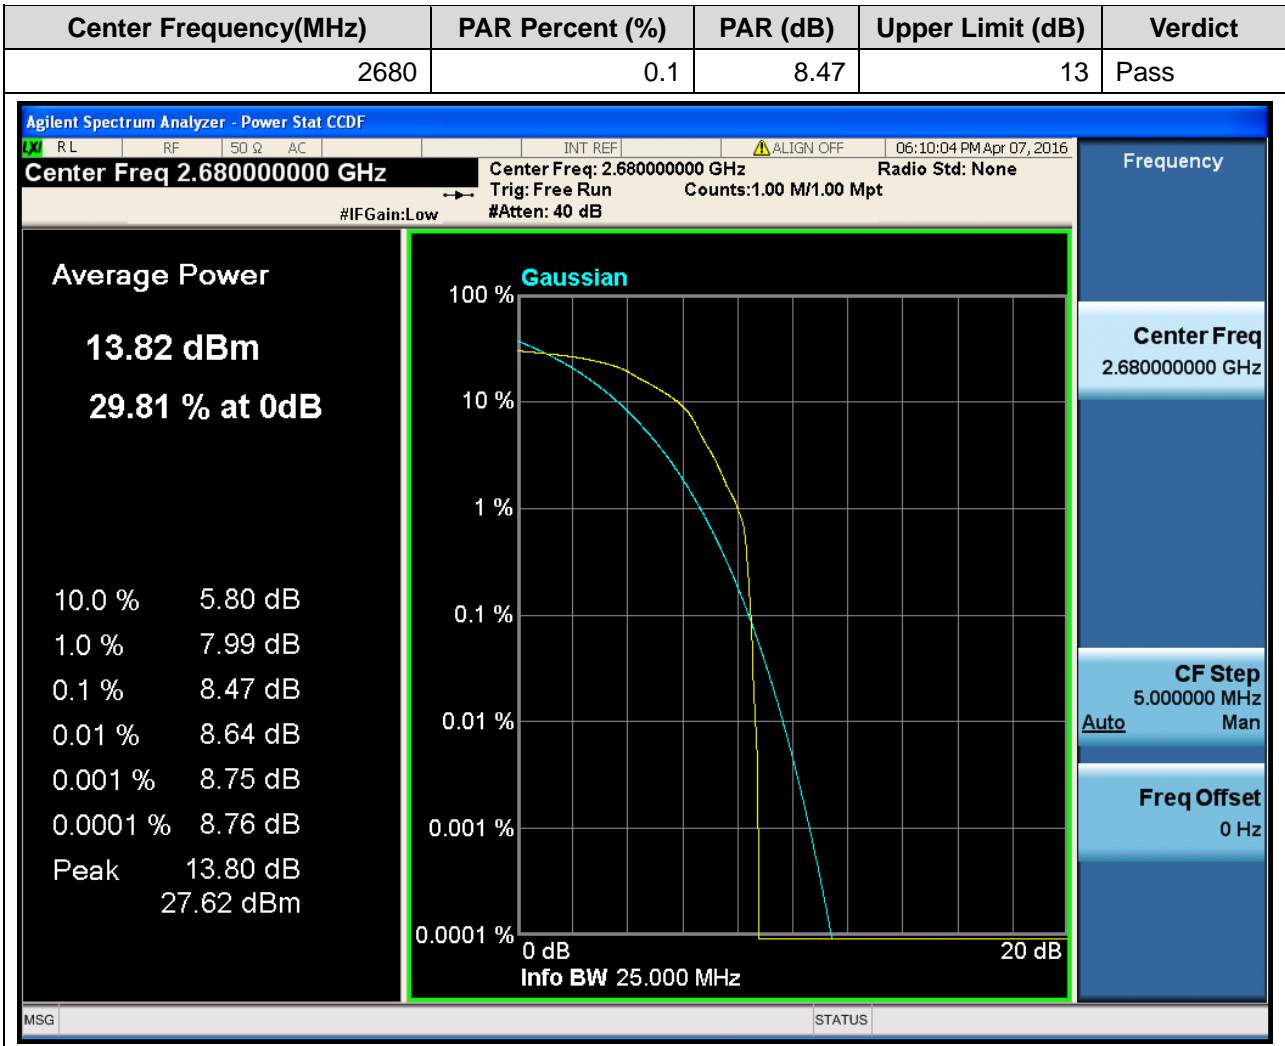 Center Frequency(MHz) PAR Percent (%) PAR (dB) Upper Limit (dB) Verdict
2680 0.1 8.47 13 Pass
Agilent Spectrum Analyzer - Power Stat CCDF
LXI RL RF 50 Ω AC INT REF ALIGN OFF 06:10:04 PM Apr 07, 2016
Center Freq 2.680000000 GHz
Center Freq: 2.680000000 GHz Radio Std: None
Trig: Free Run Counts:1.00 M/1.00 Mpt
#IFGain:Low #Atten: 40 dB
Average Power
13.82 dBm
29.81 % at 0dB
10.0 % 5.80 dB
1.0 % 7.99 dB
0.1 % 8.47 dB
0.01 % 8.64 dB
0.001 % 8.75 dB
0.0001 % 8.76 dB
Peak 13.80 dB
27.62 dBm
Gaussian
100 %
10 %
1 %
0.1 %
0.01 %
0.001 %
0.0001 %
0 dB 20 dB
Info BW 25.000 MHz
Frequency
Center Freq
2.680000000 GHz
CF Step
5.000000 MHz
Auto Man
Freq Offset
0 Hz
MSG STATUS